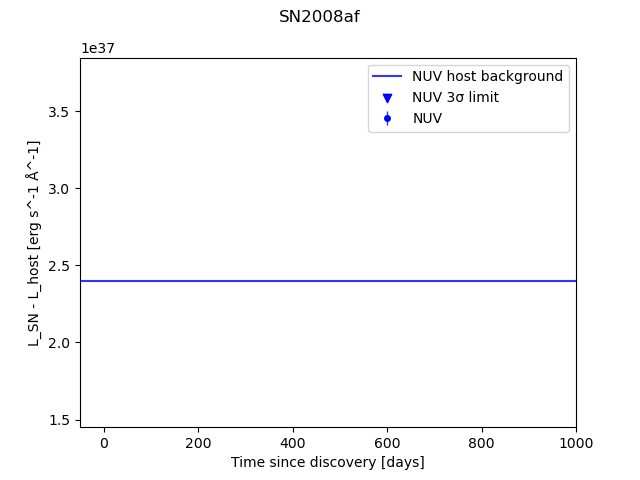 SN2008af
1e37
NUV host background
NUV 3σ limit
NUV
3.5
3.0
2.5
2.0
1.5
L_SN - L_host [erg s^-1 Å^-1]
0 200 400 600 800 1000
Time since discovery [days]